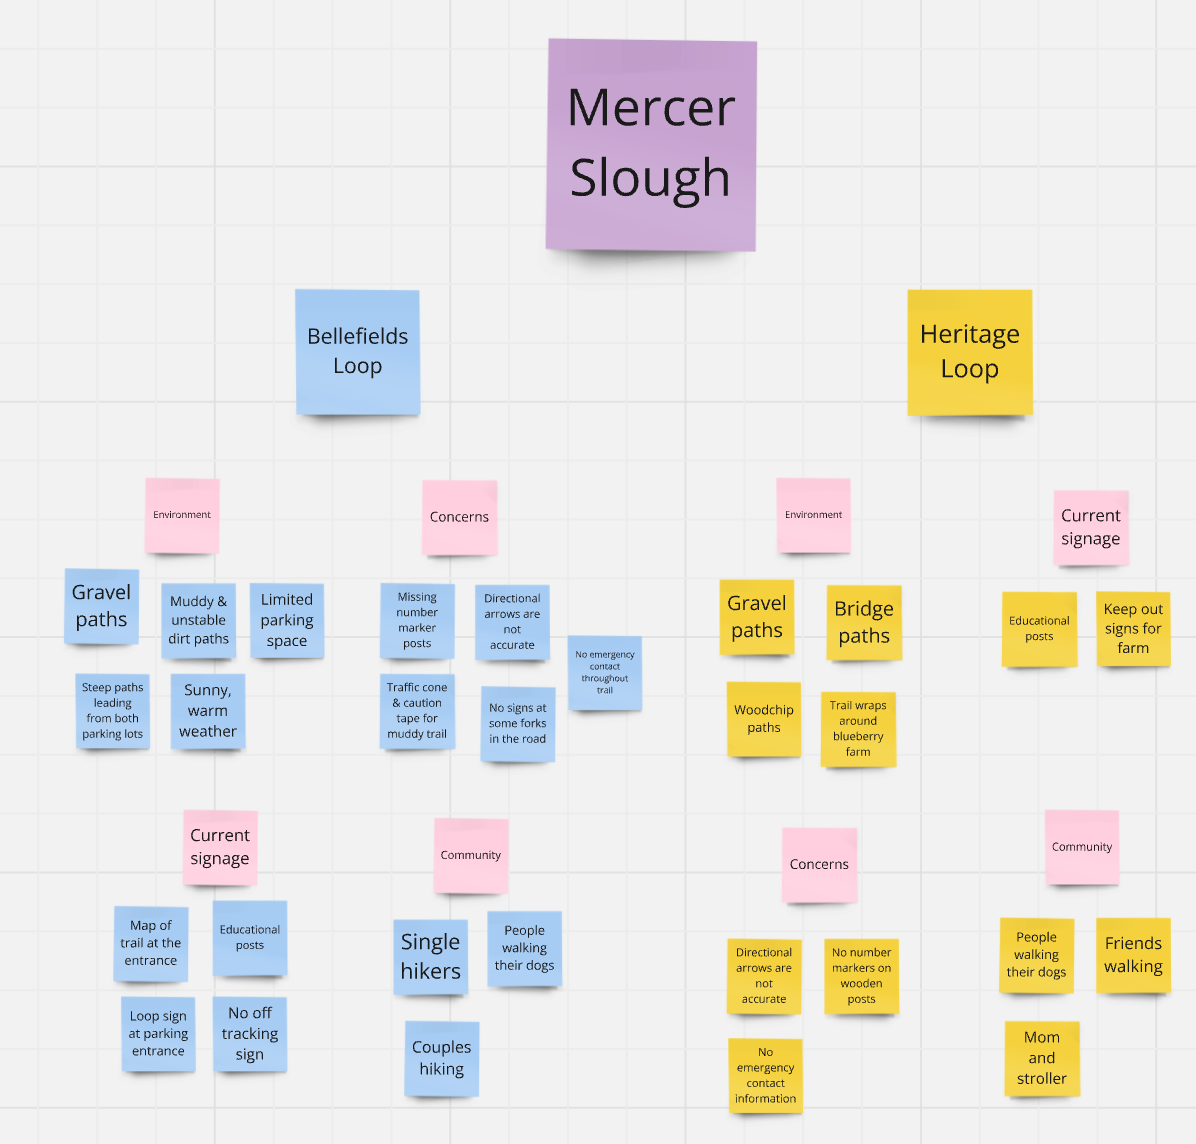 Mercer
Slough
Bellefields
Loop
Heritage
Loop
Environment
Gravel
paths
Muddy &
unstable
dirt paths
Limited
parking
space
Steep paths
leading
from both
parking lots
Sunny,
warm
weather
Concerns
Missing
number
marker
posts
Directional
arrows are
not
accurate
No emergency
contact
throughout
trail
Traffic cone
& caution
tape for
muddy trail
No signs at
some forks
in the road
Current
signage
Map of
trail at the
entrance
Educational
posts
Loop sign
at parking
entrance
No off
tracking
sign
Community
Single
hikers
People
walking
their dogs
Couples
hiking
Environment
Gravel
paths
Bridge
paths
Woodchip
paths
Trail wraps
around
blueberry
farm
Current
signage
Educational
posts
Keep out
signs for
farm
Concerns
Directional
arrows are
not
accurate
No number
markers on
wooden
posts
No
emergency
contact
information
Community
People
walking
their dogs
Friends
walking
Mom
and
stroller